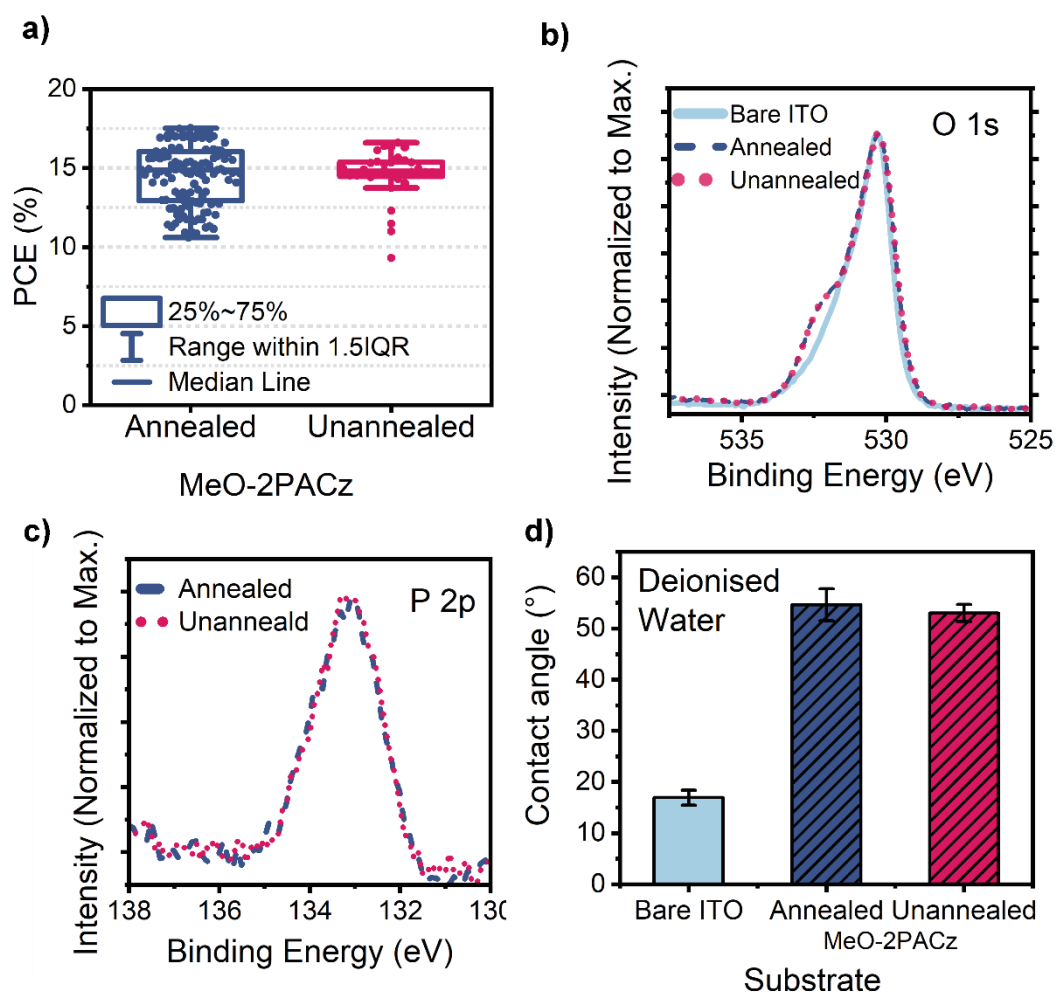 a)
20
15
10
5
0
PCE (%)
25%~75%
Range within 1.5IQR
Median Line
Annealed
Unannealed
MeO-2PACz
b)
Bare ITO
Annealed
Unannealed
O 1s
Intensity (Normalized to Max.)
535
530
525
Binding Energy (eV)
c)
Annealed
Unanneald
P 2p
Intensity (Normalized to Max.)
138
136
134
132
130
Binding Energy (eV)
d)
Deionised
Water
60
50
40
30
20
10
0
Contact angle (°)
Bare ITO
Annealed
Unannealed
MeO-2PACz
Substrate